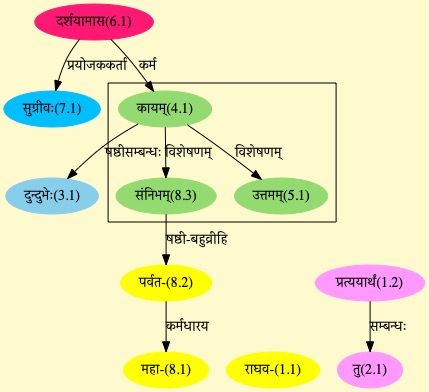 दर्शयामास(6.1)
प्रयोजककर्ता
कर्म
सुग्रीवः(7.1)
कायम्(4.1)
षष्ठीसम्बन्धः
विशेषणम्
विशेषणम्
दुन्दुभेः(3.1)
संनिभम्(8.3)
उत्तमम्(5.1)
षष्ठी-बहुव्रीहि
पर्वत-(8.2)
प्रत्ययार्थं(1.2)
कर्मधारय
सम्बन्धः
महा-(8.1)
राघव-(1.1)
तु(2.1)